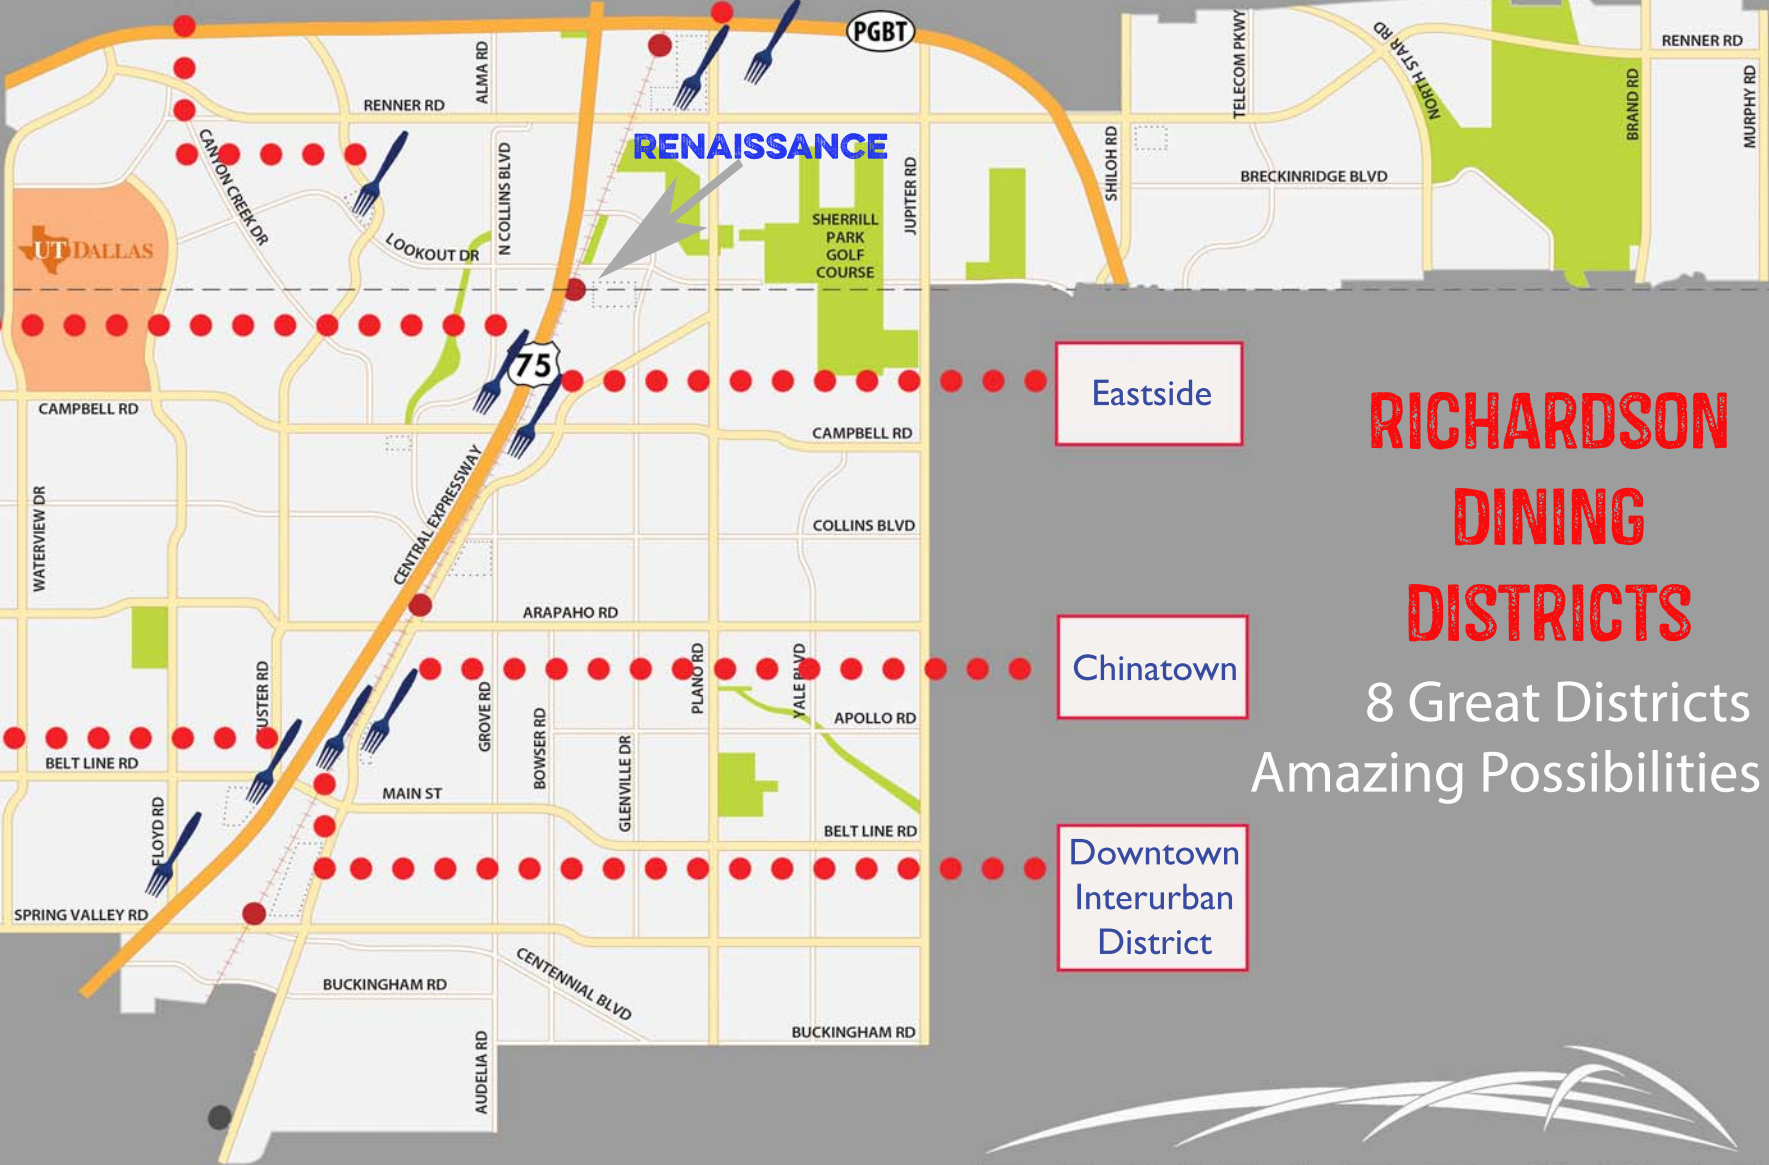 PGBT
RENNER RD
ALMA RD
RENNER RD
TELECOM PKWY
NORTH STAR RD
BRAND RD
MURPHY RD
RENAISSANCE
CANYON CREEK DR
N COLLINS BLVD
JUPITER RD
SHILOH RD
BRECKINRIDGE BLVD
SHERRILL
PARK
GOLF
COURSE
UT DALLAS
LOOKOUT DR
75
Eastside
CAMPBELL RD
CAMPBELL RD
RICHARDSON
DINING
DISTRICTS
CENTRAL EXPRESSWAY
WATERVIEW DR
COLLINS BLVD
ARAPAHO RD
Chinatown
8 Great Districts
Amazing Possibilities
CUSTER RD
PLANO RD
YALE BLVD
GROVE RD
BOWSER RD
APOLLO RD
GLENVILLE DR
BELT LINE RD
MAIN ST
FLOYD RD
BELT LINE RD
Downtown
Interurban
District
SPRING VALLEY RD
BUCKINGHAM RD
CENTENNIAL BLVD
BUCKINGHAM RD
AUDELIA RD